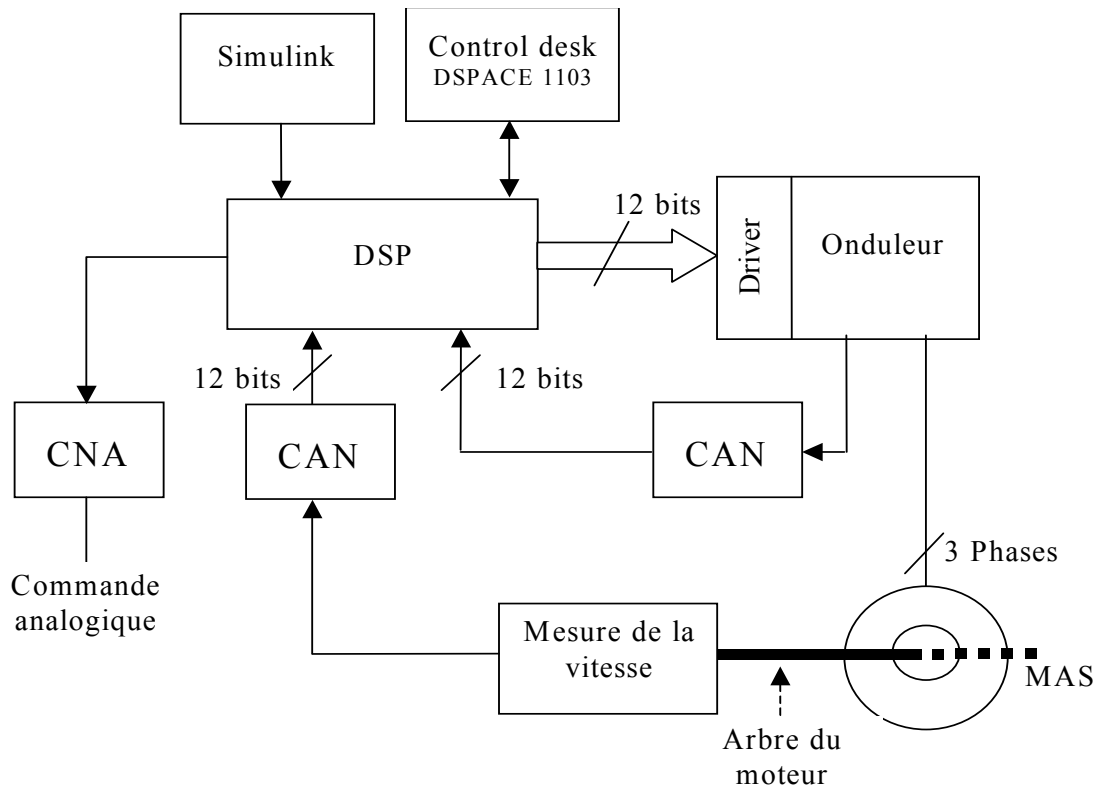 Simulink
Control desk
DSPACE 1103
12 bits
DSP
Driver
Onduleur
12 bits
12 bits
CNA
CAN
CAN
3 Phases
Commande
analogique
Mesure de la
vitesse
MAS
Arbre du
moteur